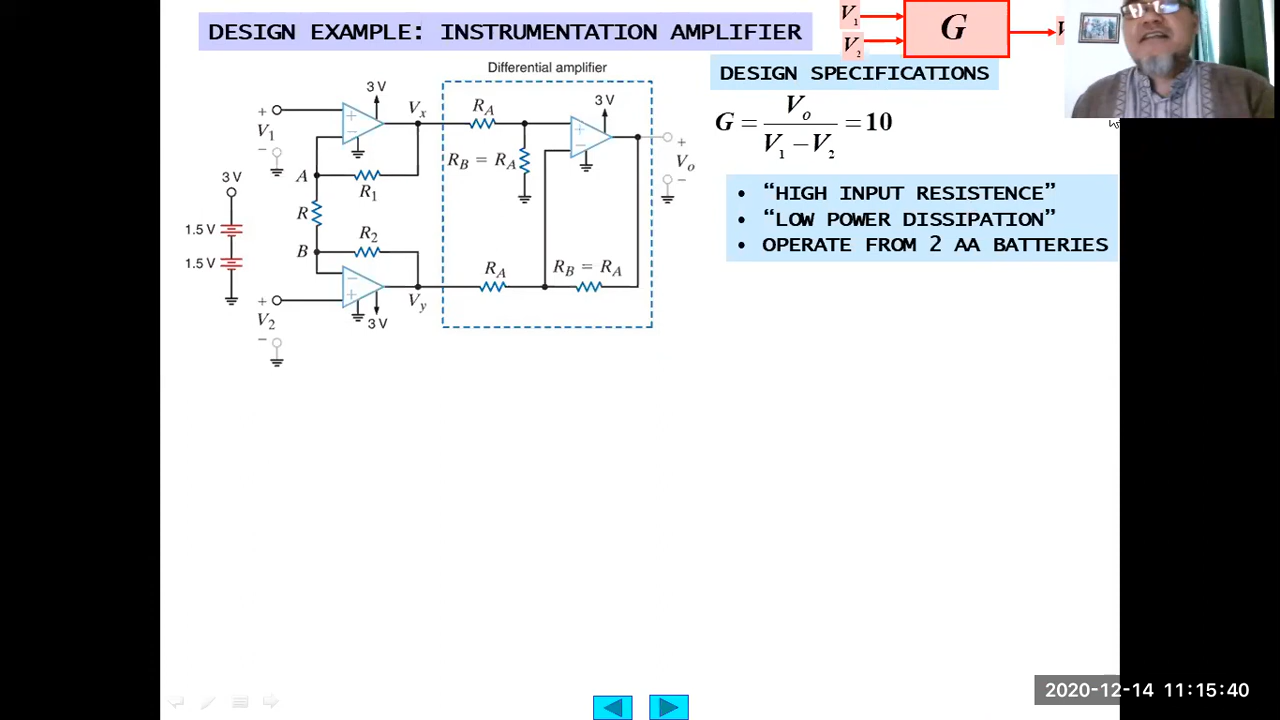 DESIGN EXAMPLE: INSTRUMENTATION AMPLIFIER
V1
V2
G
V
DESIGN SPECIFICATIONS
G = Vo / (V1 − V2) = 10
• “HIGH INPUT RESISTENCE”
• “LOW POWER DISSIPATION”
• OPERATE FROM 2 AA BATTERIES
Differential amplifier
3 V
3 V
Vx
RA
+
V1
−
+
−
RB = RA
+
−
+
Vo
−
A
R1
3 V
R
1.5 V
R2
B
1.5 V
RA
RB = RA
−
+
+
V2
−
Vy
3 V
2020-12-14 11:15:40